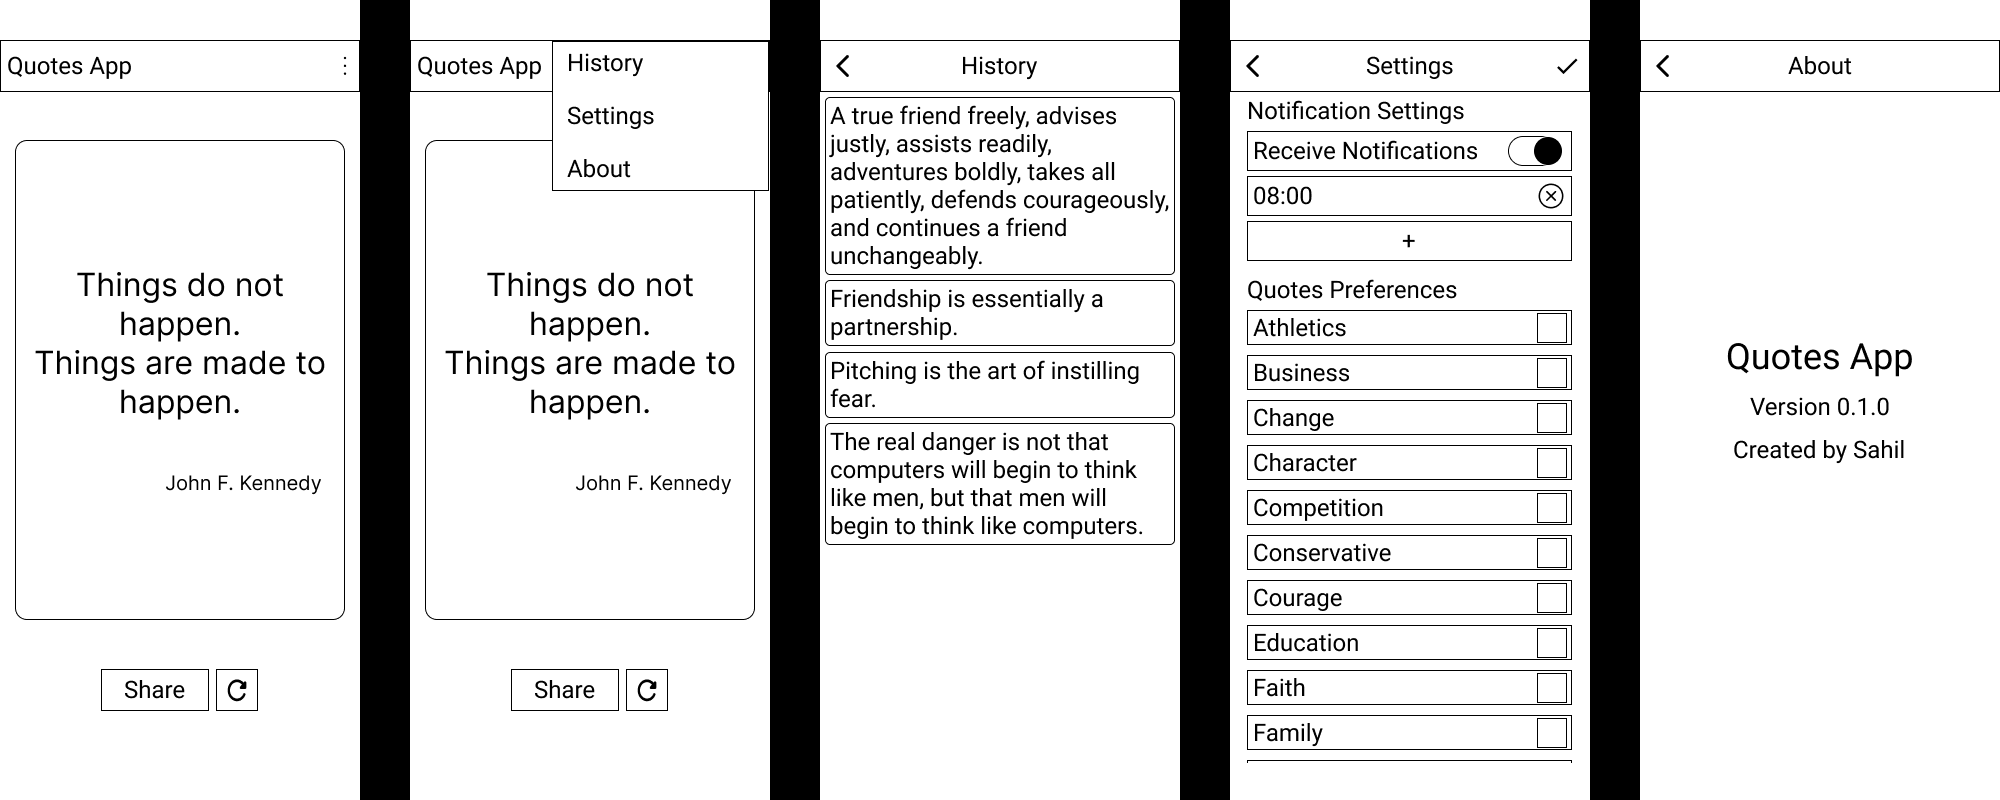 Quotes App
Things do not
happen.
Things are made to
happen.
John F. Kennedy
Share
Quotes App
History
Settings
About
Things do not
happen.
Things are made to
happen.
John F. Kennedy
Share
History
A true friend freely, advises
justly, assists readily,
adventures boldly, takes all
patiently, defends courageously,
and continues a friend
unchangeably.
Friendship is essentially a
partnership.
Pitching is the art of instilling
fear.
The real danger is not that
computers will begin to think
like men, but that men will
begin to think like computers.
Settings
Notification Settings
Receive Notifications
08:00
+
Quotes Preferences
Athletics
Business
Change
Character
Competition
Conservative
Courage
Education
Faith
Family
About
Quotes App
Version 0.1.0
Created by Sahil